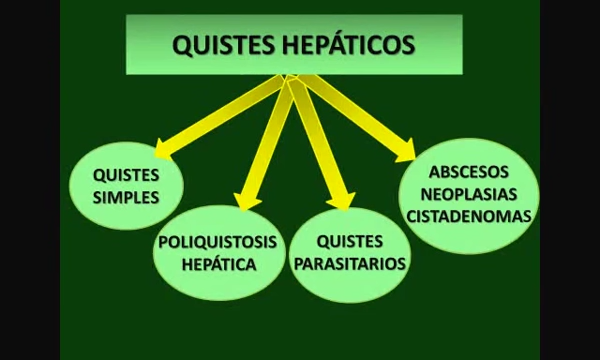 QUISTES HEPÁTICOS
QUISTES
SIMPLES
POLIQUISTOSIS
HEPÁTICA
QUISTES
PARASITARIOS
ABSCESOS
NEOPLASIAS
CISTADENOMAS